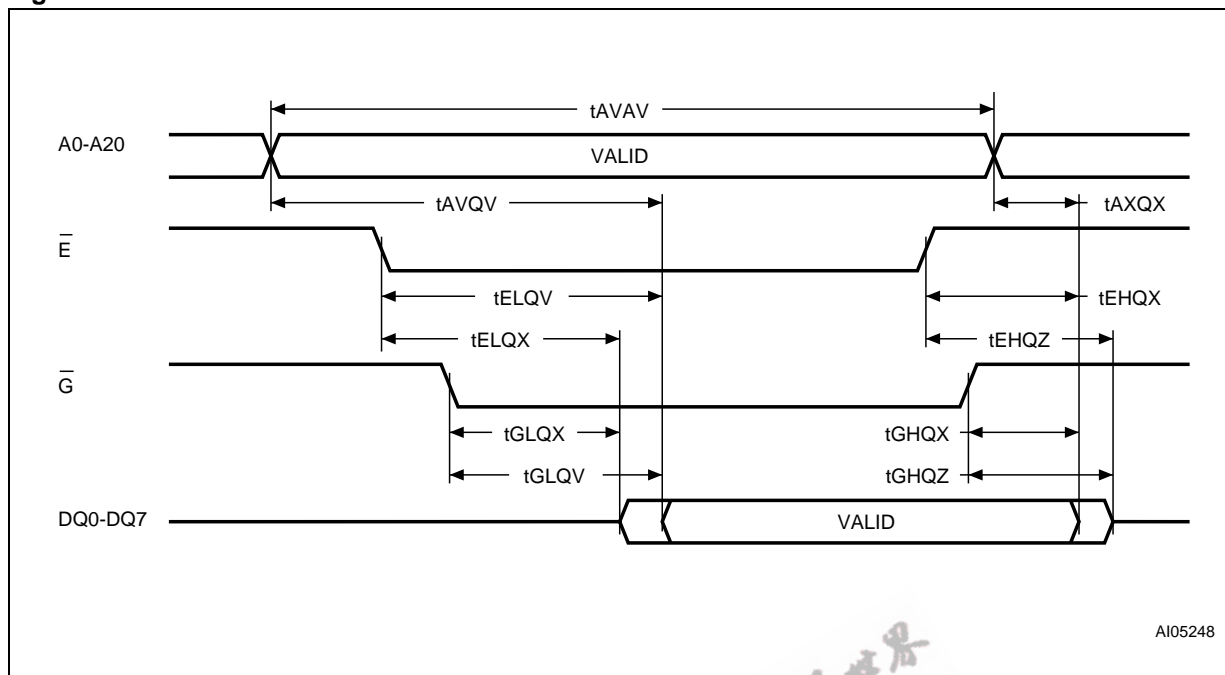 tAVAV
A0-A20
VALID
tAVQV
tAXQX
E
tELQV
tEHQX
tELQX
tEHQZ
G
tGLQX
tGHQX
tGLQV
tGHQZ
DQ0-DQ7
VALID
AI05248